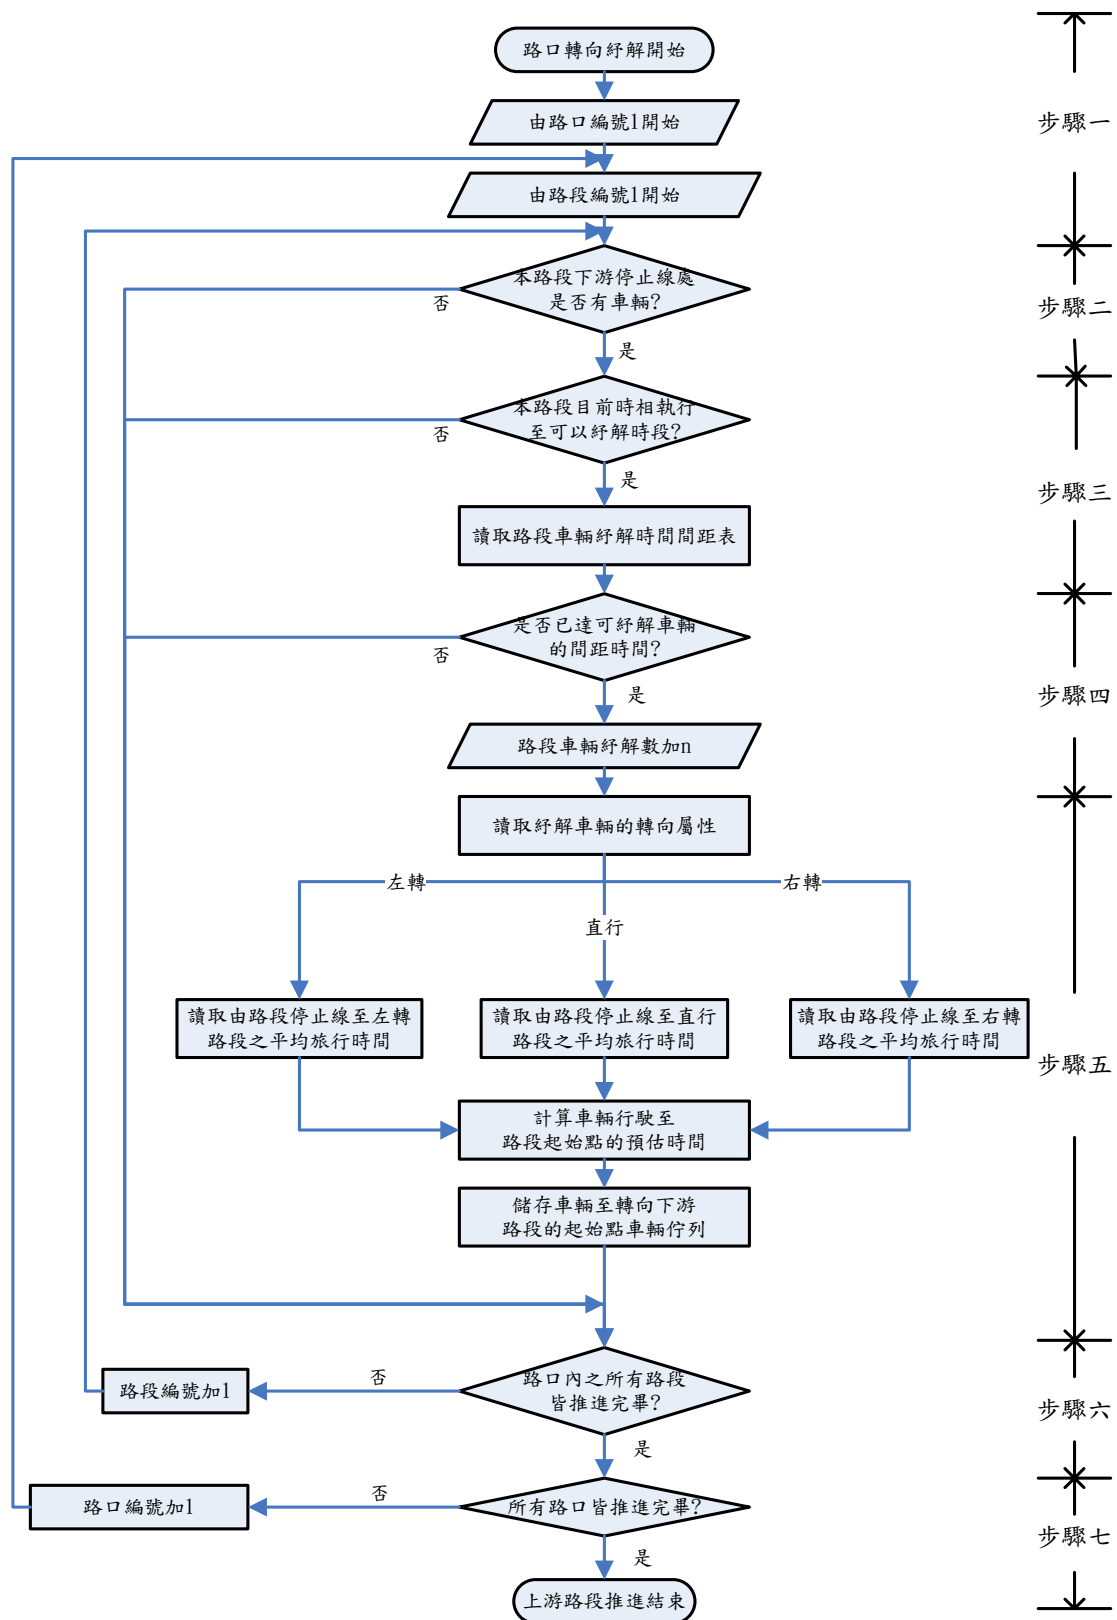 路口轉向紓解開始
由路口編號1開始
步驟一
由路段編號1開始
本路段下游停止線處
是否有車輛?
否
步驟二
是
本路段目前時相執行
至可以紓解時段?
否
是
步驟三
讀取路段車輛紓解時間間距表
是否已達可紓解車輛
的間距時間?
否
是
步驟四
路段車輛紓解數加n
讀取紓解車輛的轉向屬性
左轉
右轉
直行
讀取由路段停止線至左轉
路段之平均旅行時間
讀取由路段停止線至直行
路段之平均旅行時間
讀取由路段停止線至右轉
路段之平均旅行時間
步驟五
計算車輛行駛至
路段起始點的預估時間
儲存車輛至轉向下游
路段的起始點車輛佇列
路口內之所有路段
皆推進完畢?
否
路段編號加1
步驟六
是
所有路口皆推進完畢?
否
路口編號加1
步驟七
是
上游路段推進結束